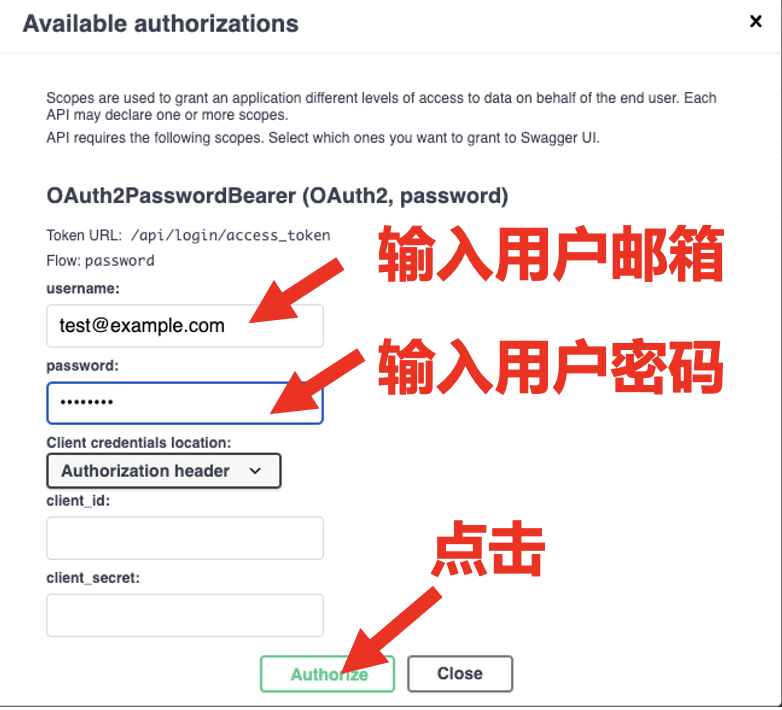 Available authorizations
Scopes are used to grant an application different levels of access to data on behalf of the end user. Each
API may declare one or more scopes.
API requires the following scopes. Select which ones you want to grant to Swagger UI.
OAuth2PasswordBearer (OAuth2, password)
Token URL: /api/login/access_token
输入用户邮箱
Flow: password
username:
test@example.com
输入用户密码
password:
••••••••
Client credentials location:
Authorization header
client_id:
点击
client_secret:
Authorize
Close